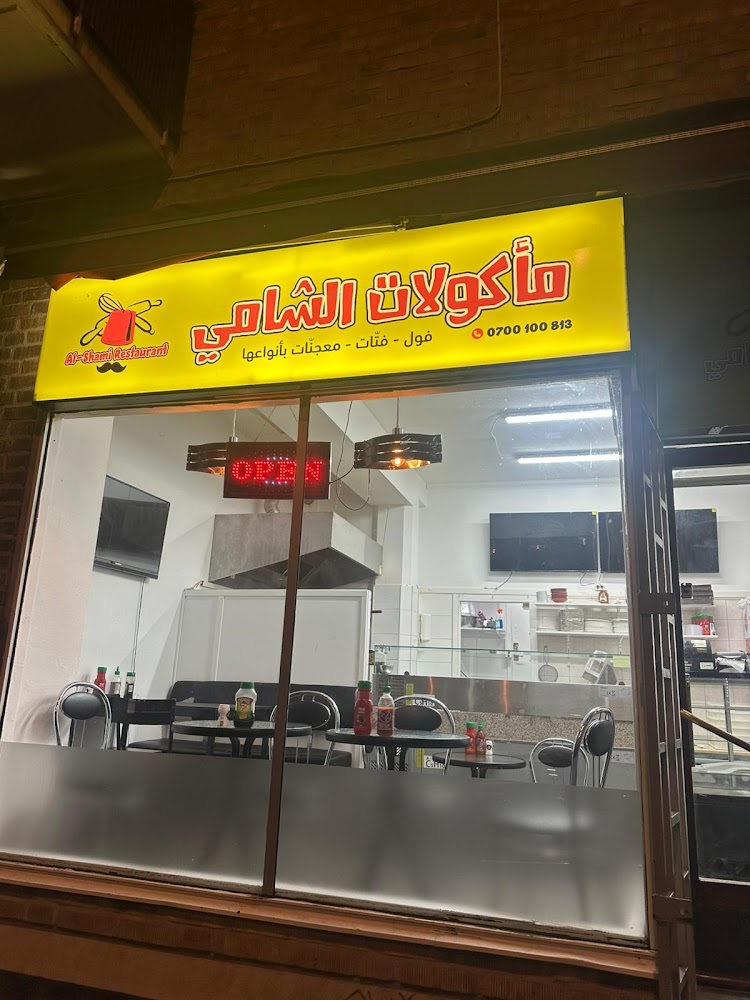 مأكولات الشامي
فول - فتّات - معجنّات بأنواعها
0700 100 813
Al-Shami Restaurant
OPEN